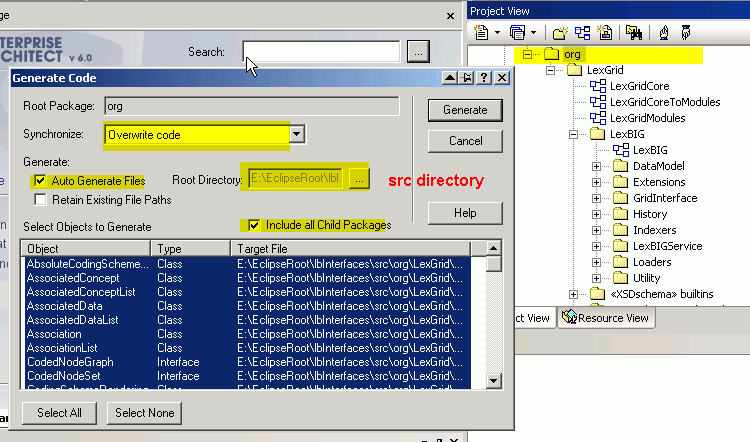 ge
TERPRISE
CHITECT v 6.0
Search:
...
Project View
Generate Code
Root Package:
org
Generate
Synchronize:
Overwrite code
Cancel
Generate:
Auto Generate Files
Root Directory:
E:\EclipseRoot\lbI
...
src directory
Retain Existing File Paths
Help
Select Objects to Generate
Include all Child Packages
Object Type Target File
AbsoluteCodingScheme... Class E:\EclipseRoot\lbInterfaces\src\org\LexGrid\...
AssociatedConcept Class E:\EclipseRoot\lbInterfaces\src\org\LexGrid\...
AssociatedConceptList Class E:\EclipseRoot\lbInterfaces\src\org\LexGrid\...
AssociatedData Class E:\EclipseRoot\lbInterfaces\src\org\LexGrid\...
AssociatedDataList Class E:\EclipseRoot\lbInterfaces\src\org\LexGrid\...
Association Class E:\EclipseRoot\lbInterfaces\src\org\LexGrid\...
AssociationList Class E:\EclipseRoot\lbInterfaces\src\org\LexGrid\...
CodedNodeGraph Interface E:\EclipseRoot\lbInterfaces\src\org\LexGrid\...
CodedNodeSet Interface E:\EclipseRoot\lbInterfaces\src\org\LexGrid\...
Select All
Select None
org
LexGrid
LexGridCore
LexGridCoreToModules
LexGridModules
LexBIG
LexBIG
DataModel
Extensions
GridInterface
History
Indexers
LexBIGService
Loaders
Utility
«XSDschema» builtins
ct View
Resource View